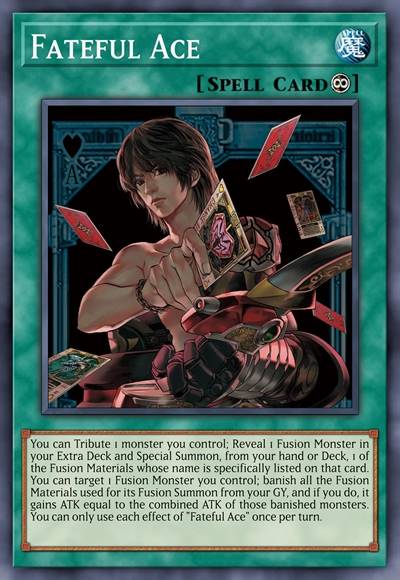 Fateful Ace
魔
[Spell Card]
A
You can Tribute 1 monster you control; Reveal 1 Fusion Monster in
your Extra Deck and Special Summon, from your hand or Deck, 1 of
the Fusion Materials whose name is specifically listed on that card.
You can target 1 Fusion Monster you control; banish all the Fusion
Materials used for its Fusion Summon from your GY, and if you do, it
gains ATK equal to the combined ATK of those banished monsters.
You can only use each effect of "Fateful Ace" once per turn.